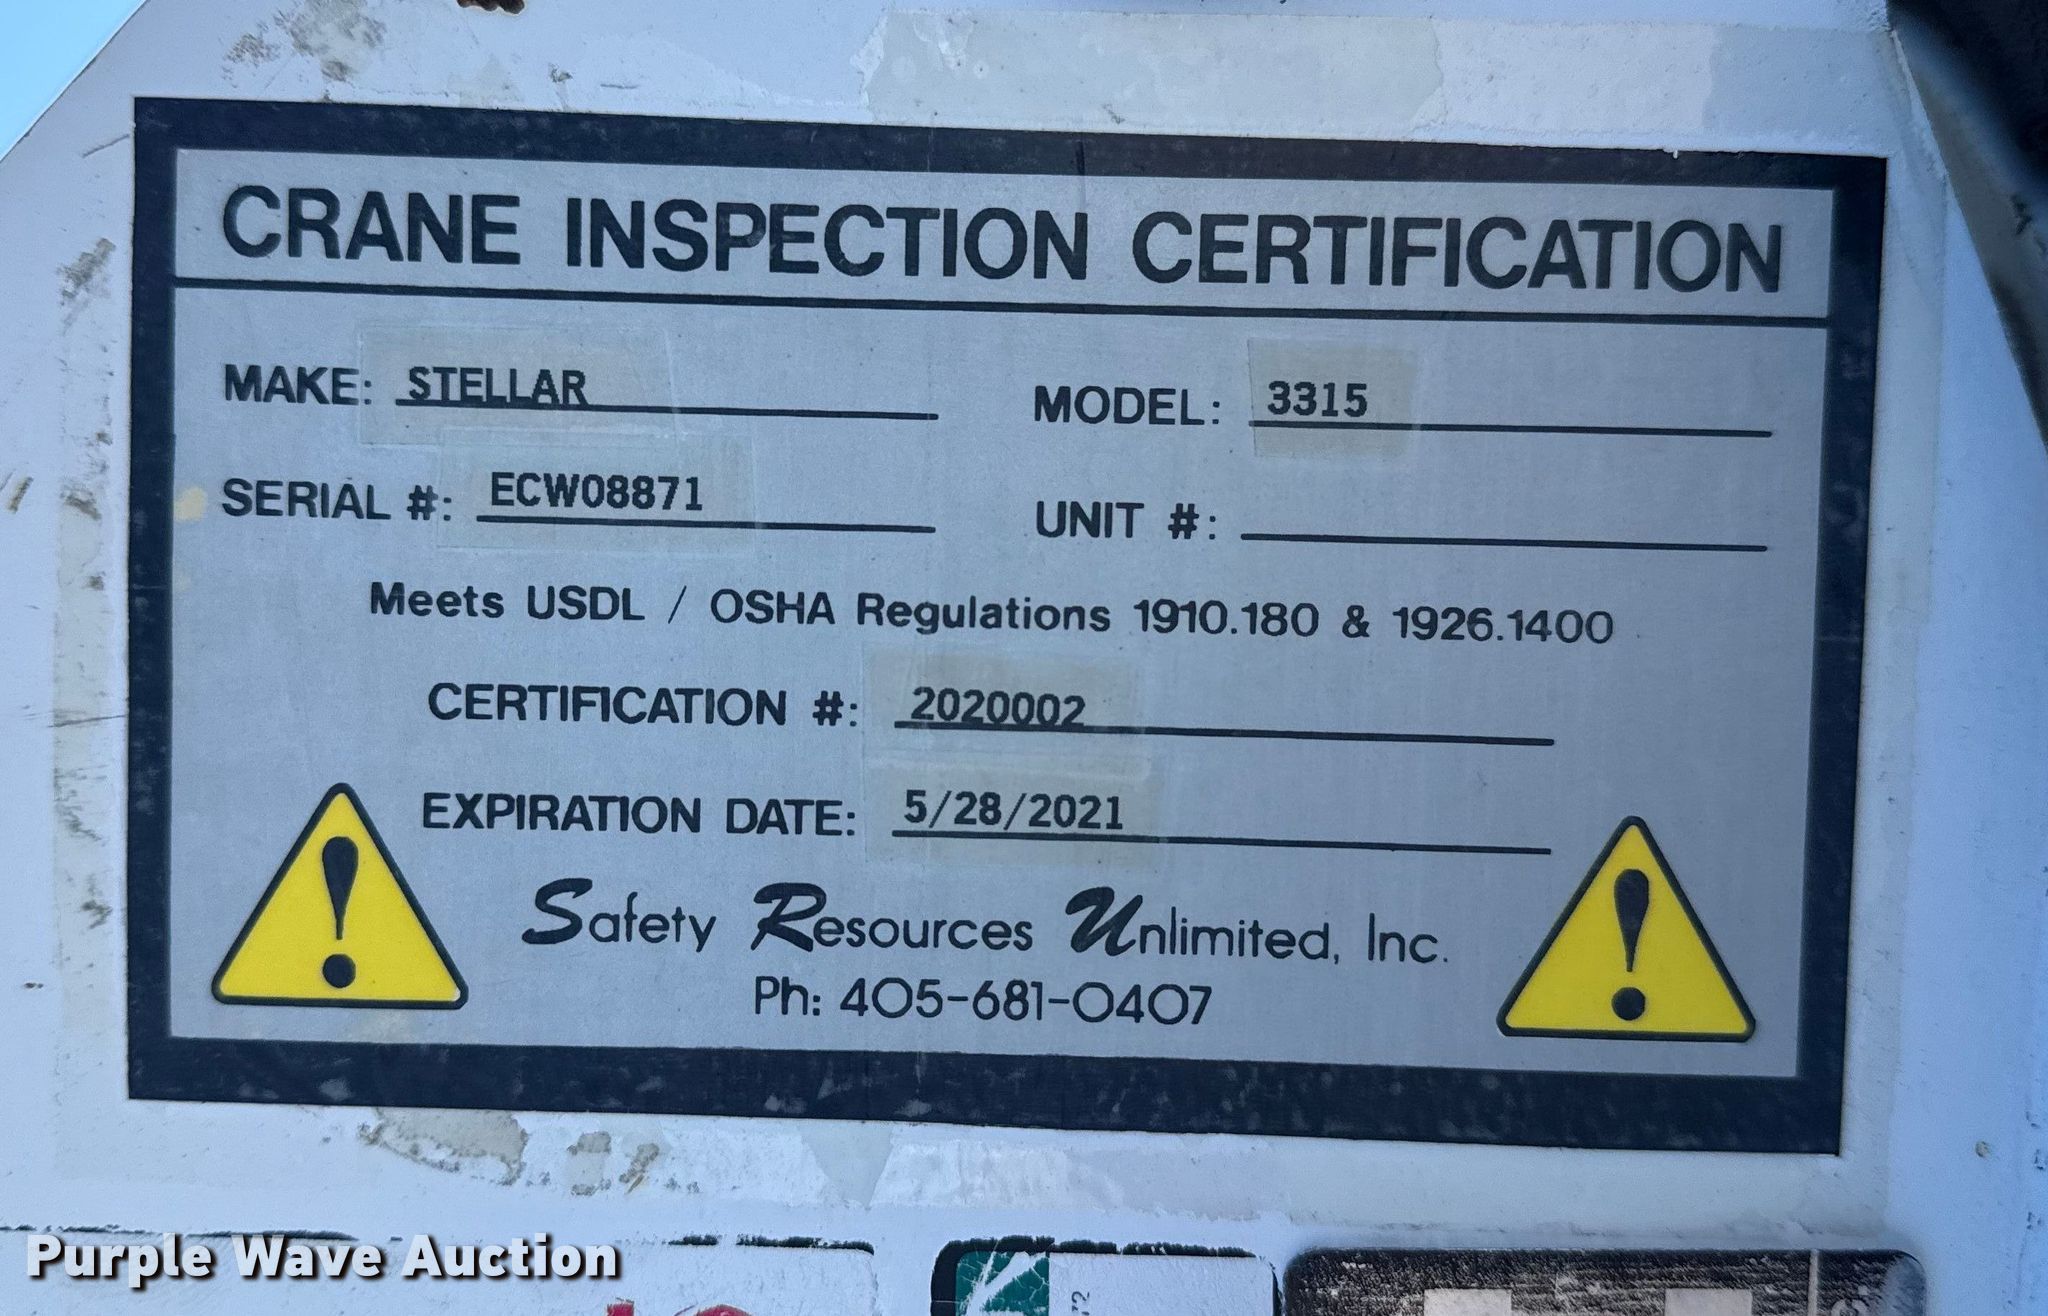 CRANE INSPECTION CERTIFICATION
MAKE: STELLAR MODEL: 3315
SERIAL #: ECW08871 UNIT #:
Meets USDL / OSHA Regulations 1910.180 & 1926.1400
CERTIFICATION #: 2020002
EXPIRATION DATE: 5/28/2021
Safety Resources Unlimited, Inc.
Ph: 405-681-0407
Purple Wave Auction